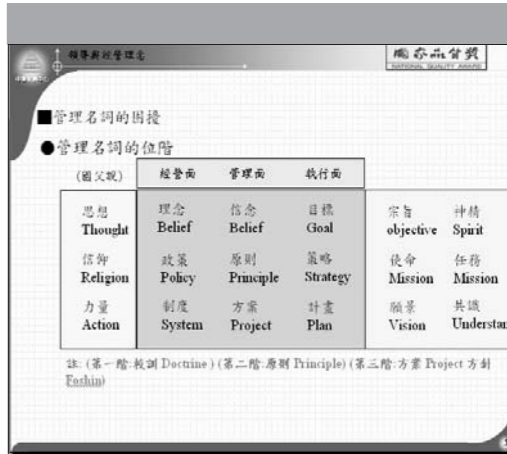 領導與經營理念
國家品質獎
NATIONAL QUALITY AWARD
■管理名詞的困擾
●管理名詞的位階
(國父說) 經營面 管理面 執行面
思想 理念 信念 目標 宗旨 神精
Thought Belief Belief Goal objective Spirit
信仰 政策 原則 策略 使命 任務
Religion Policy Principle Strategy Mission Mission
力量 制度 方案 計畫 願景 共識
Action System Project Plan Vision Understan
註: (第一階:校訓 Doctrine ) (第二階:原則 Principle) (第三階:方案 Project 方針
Foshin)